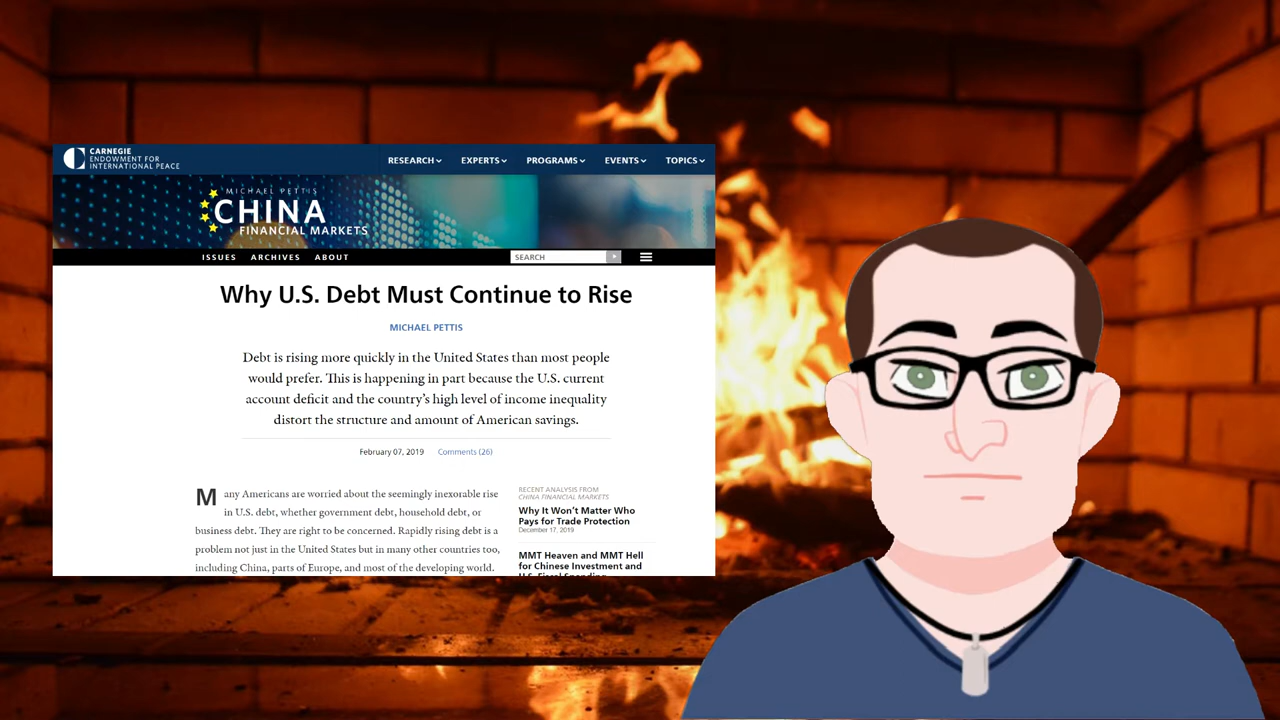 CARNEGIE
ENDOWMENT FOR
INTERNATIONAL PEACE
RESEARCH EXPERTS PROGRAMS EVENTS TOPICS
MICHAEL PETTIS
CHINA
FINANCIAL MARKETS
ISSUES ARCHIVES ABOUT SEARCH
Why U.S. Debt Must Continue to Rise
MICHAEL PETTIS
Debt is rising more quickly in the United States than most people
would prefer. This is happening in part because the U.S. current
account deficit and the country's high level of income inequality
distort the structure and amount of American savings.
February 07, 2019 Comments (26)
Many Americans are worried about the seemingly inexorable rise
in U.S. debt, whether government debt, household debt, or
business debt. They are right to be concerned. Rapidly rising debt is a
problem not just in the United States but in many other countries too,
including China, parts of Europe, and most of the developing world.
RECENT ANALYSIS FROM
CHINA FINANCIAL MARKETS
Why It Won't Matter Who
Pays for Trade Protection
December 17, 2019
MMT Heaven and MMT Hell
for Chinese Investment and
U.S. Fiscal Spending